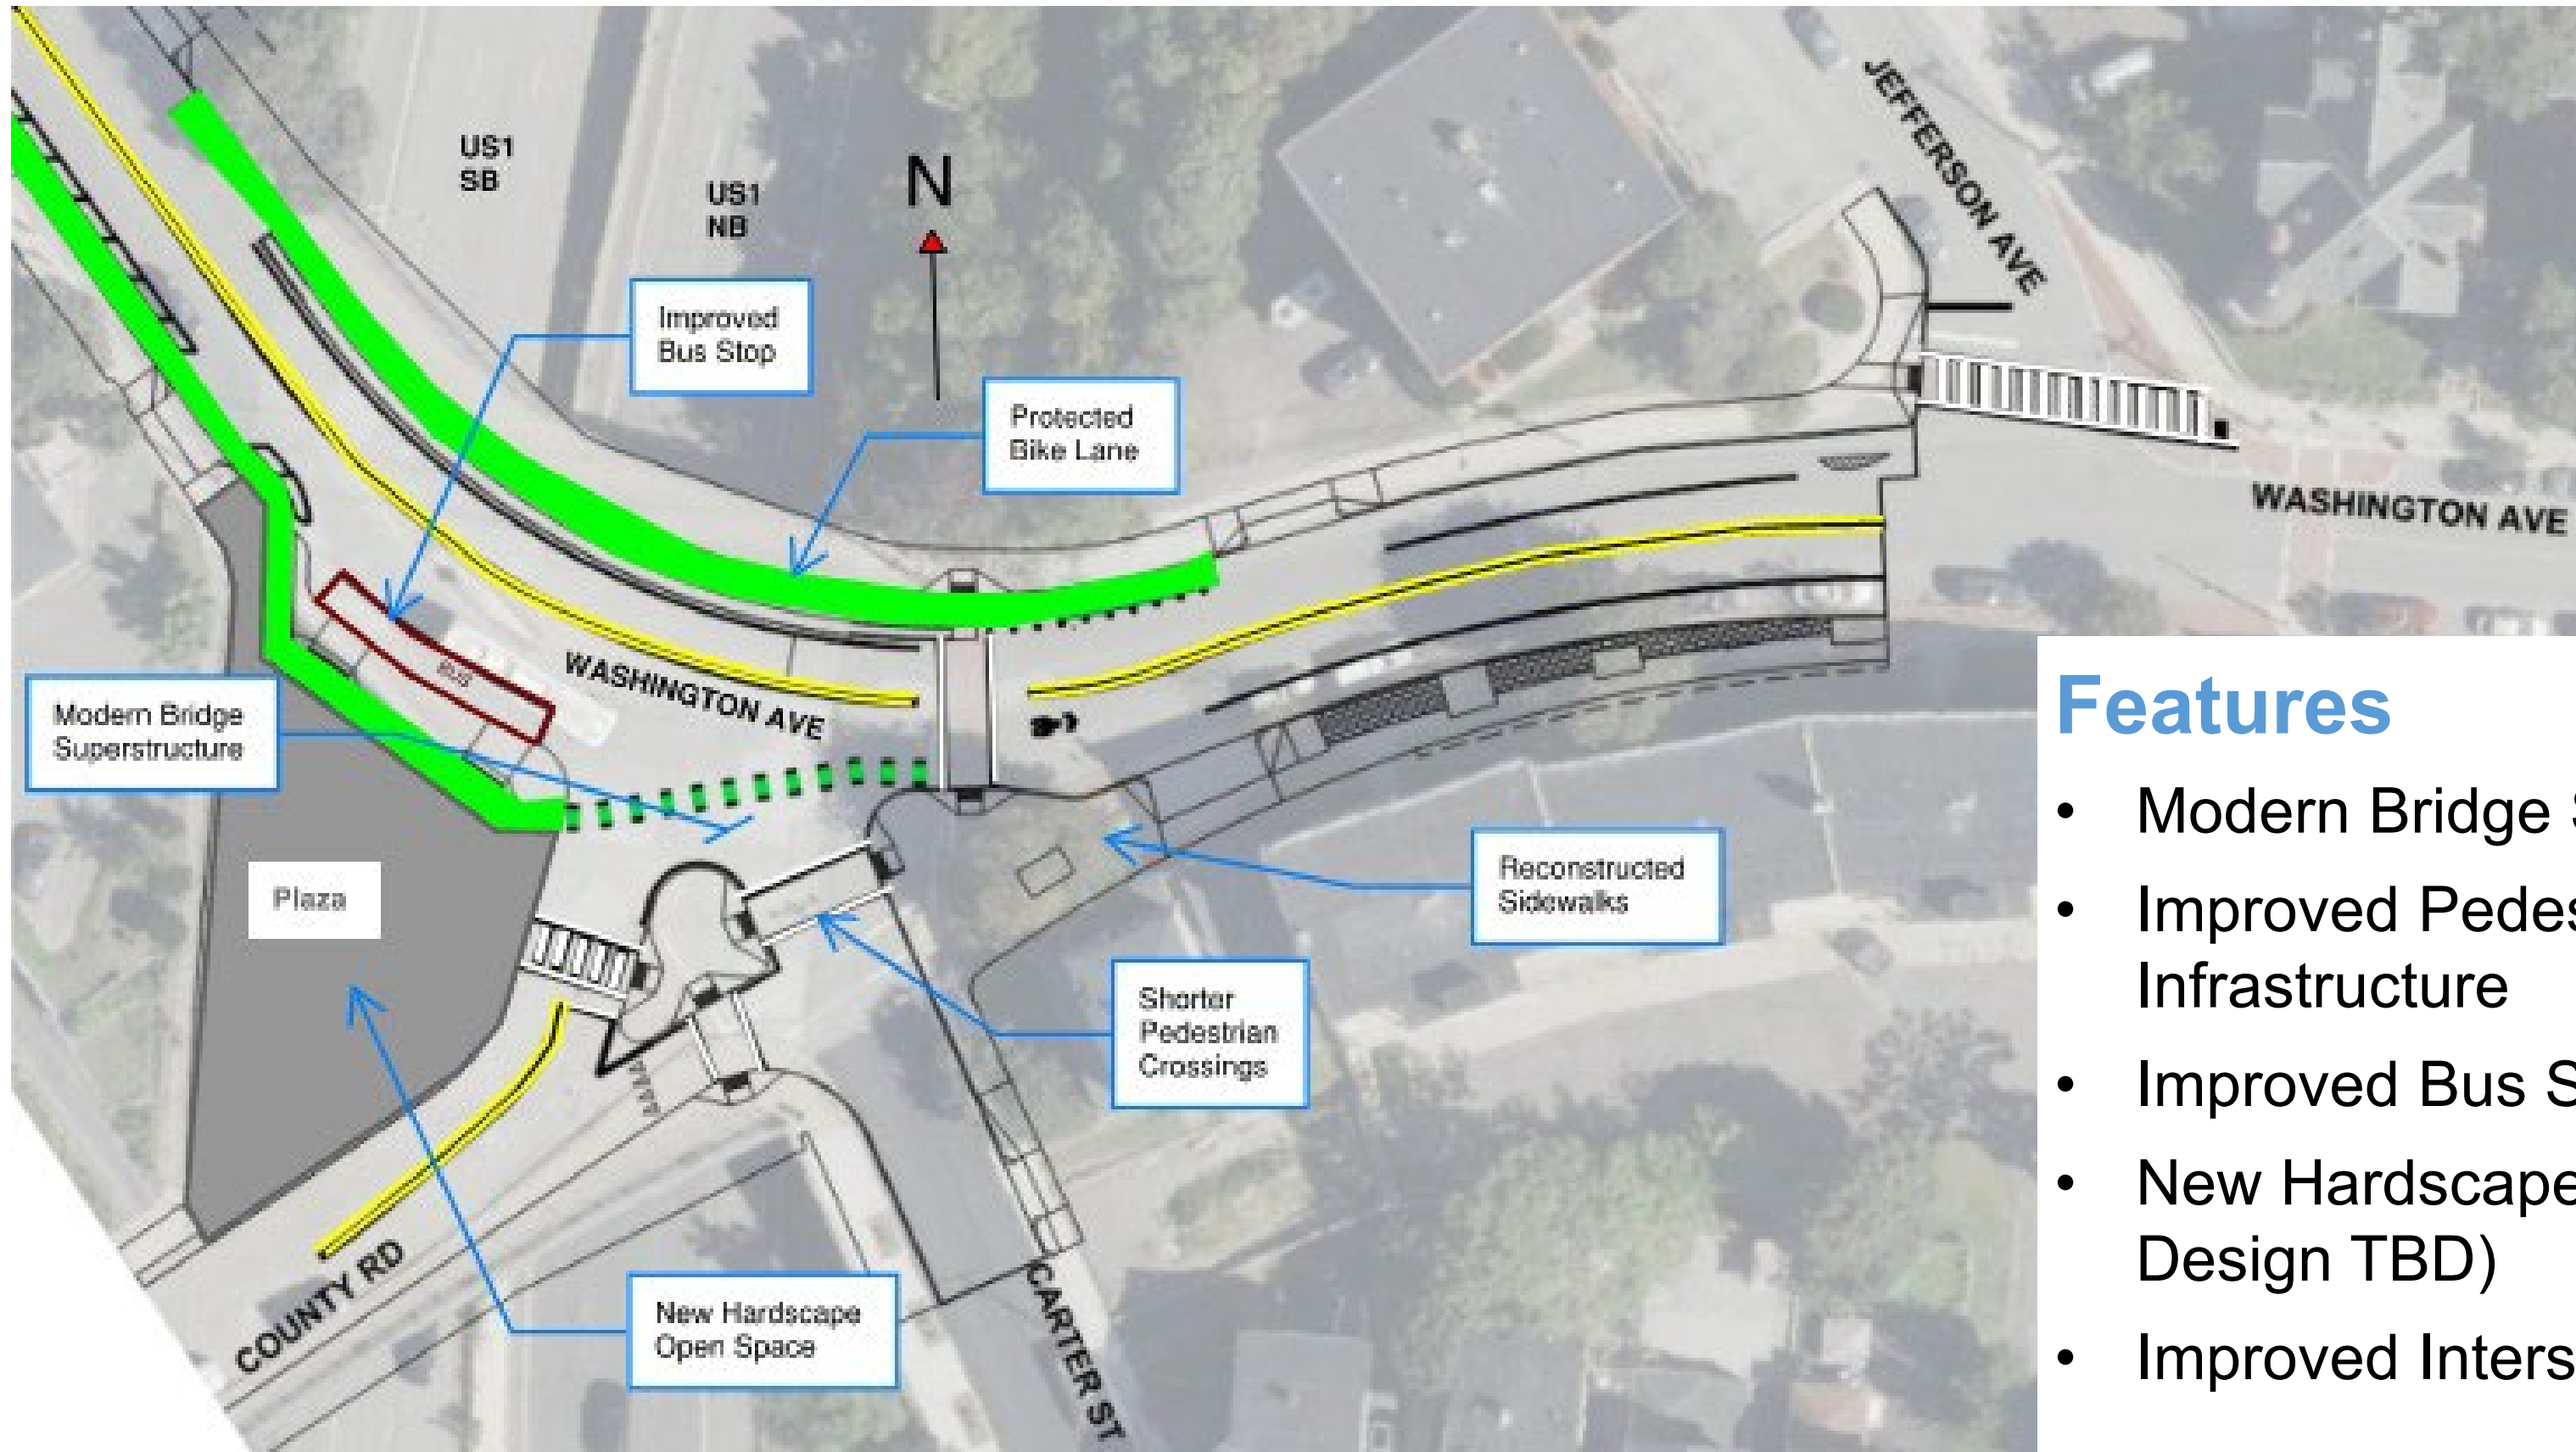 JEFFERSON AVE
US1
SB
US1
NB
N
Improved
Bus Stop
Protected
Bike Lane
WASHINGTON AVE
BUS
WASHINGTON AVE
Modern Bridge
Superstructure
Plaza
Reconstructed
Sidewalks
Shorter
Pedestrian
Crossings
New Hardscape
Open Space
COUNTY RD
CARTER ST
Features
• Modern Bridge S
• Improved Pedes
Infrastructure
• Improved Bus S
• New Hardscape
Design TBD)
• Improved Inters